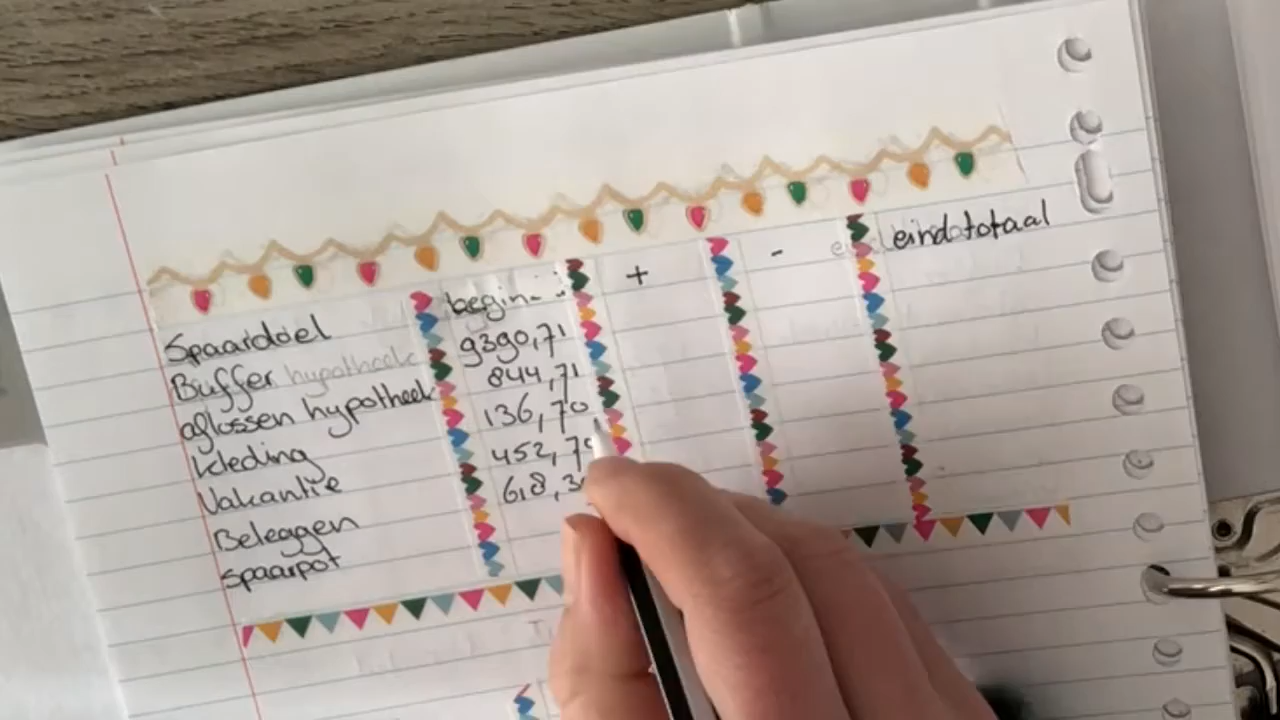 Spaardoel begin- + - eindtotaal
Buffer hypotheek 9390,71
aflossen hypotheek 844,71
kleding 136,70
Vakantie 452,79
Beleggen 618,3
spaarpot